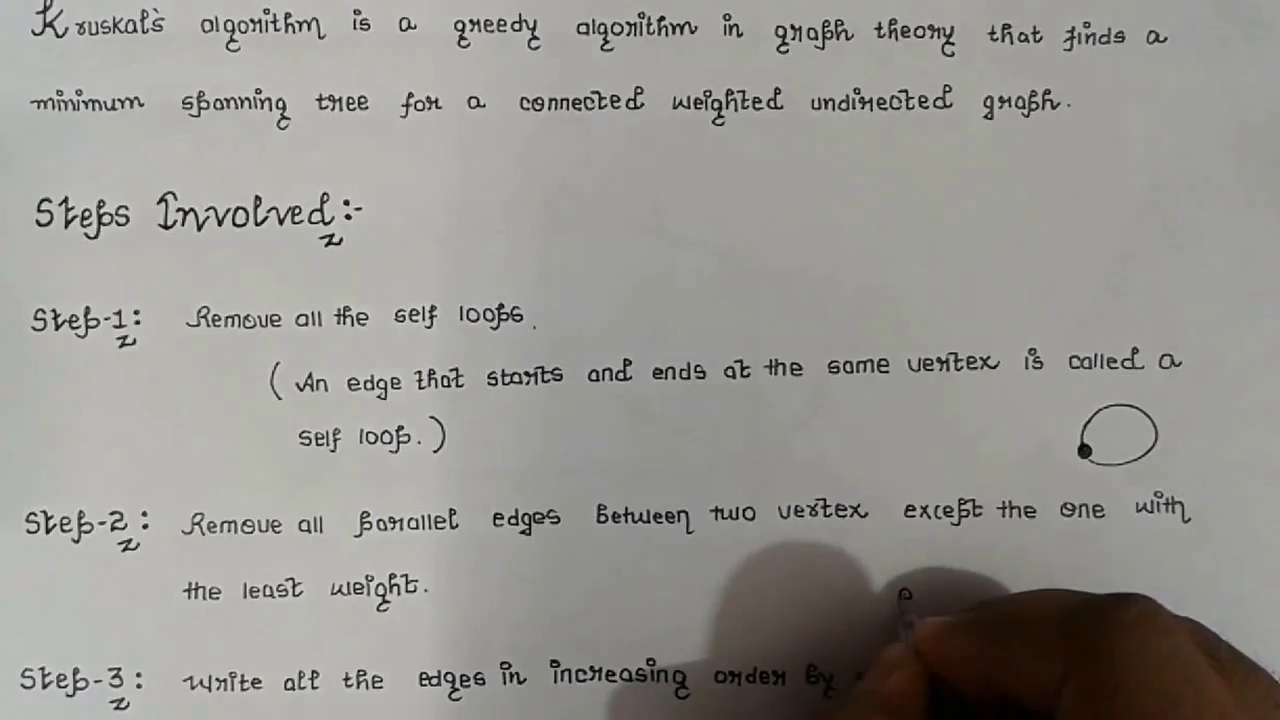 Kruskal's algorithm is a greedy algorithm in graph theory that finds a
minimum spanning tree for a connected weighted undirected graph.
Steps Involved:-
Step-1: Remove all the self loops.
(An edge that starts and ends at the same vertex is called a
self loop.)
Step-2: Remove all parallel edges between two vertex except the one with
the least weight.
Step-3: Write all the edges in increasing order by